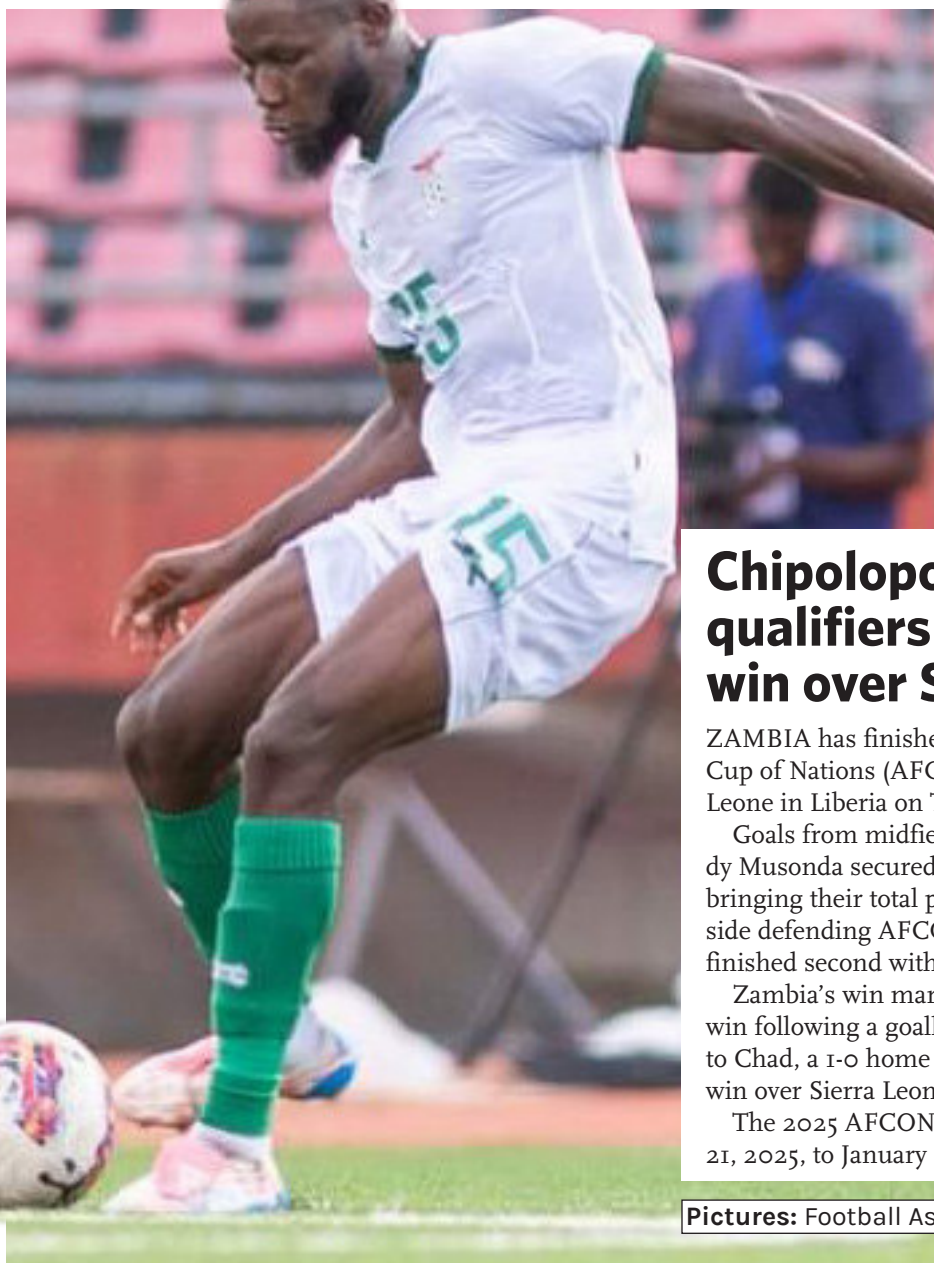 15
15
Chipolopo
qualifiers
win over S
ZAMBIA has finishe
Cup of Nations (AFC
Leone in Liberia on T
Goals from midfie
dy Musonda secured
bringing their total p
side defending AFCO
finished second with
Zambia's win mar
win following a goall
to Chad, a 1-0 home
win over Sierra Leon
The 2025 AFCON
21, 2025, to January
Pictures: Football As